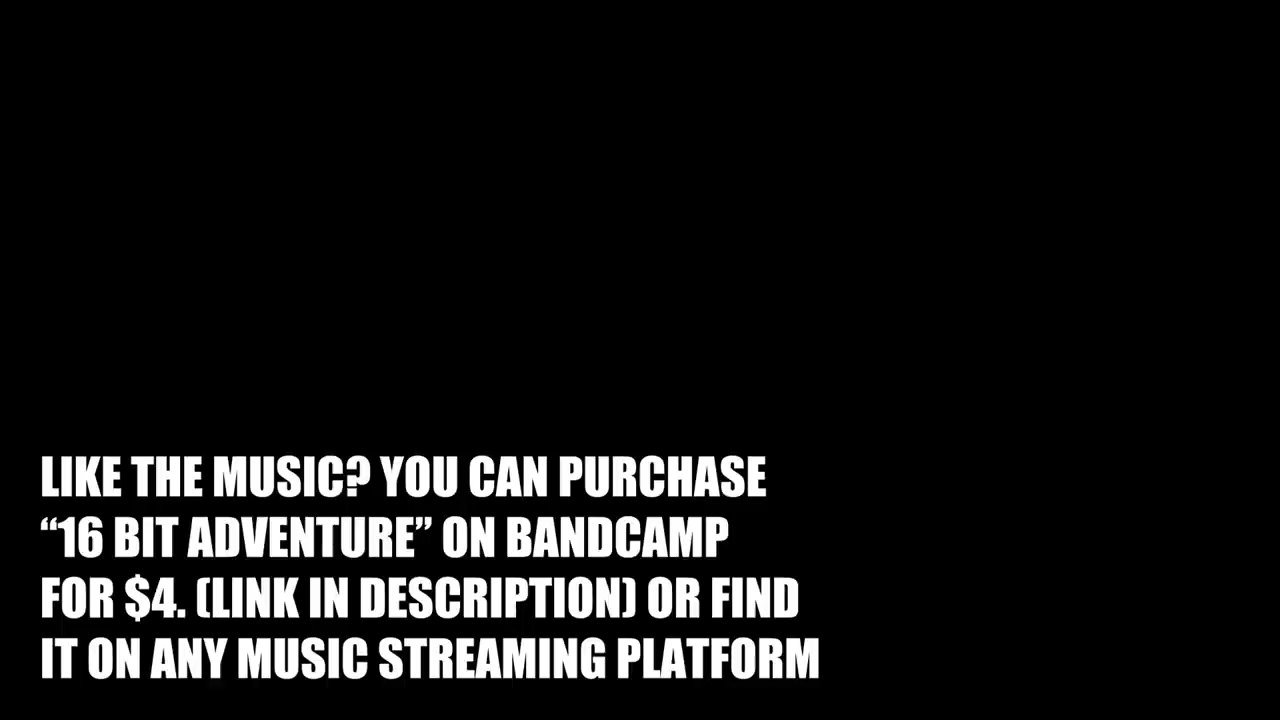 LIKE THE MUSIC? YOU CAN PURCHASE
“16 BIT ADVENTURE” ON BANDCAMP
FOR $4. (LINK IN DESCRIPTION) OR FIND
IT ON ANY MUSIC STREAMING PLATFORM